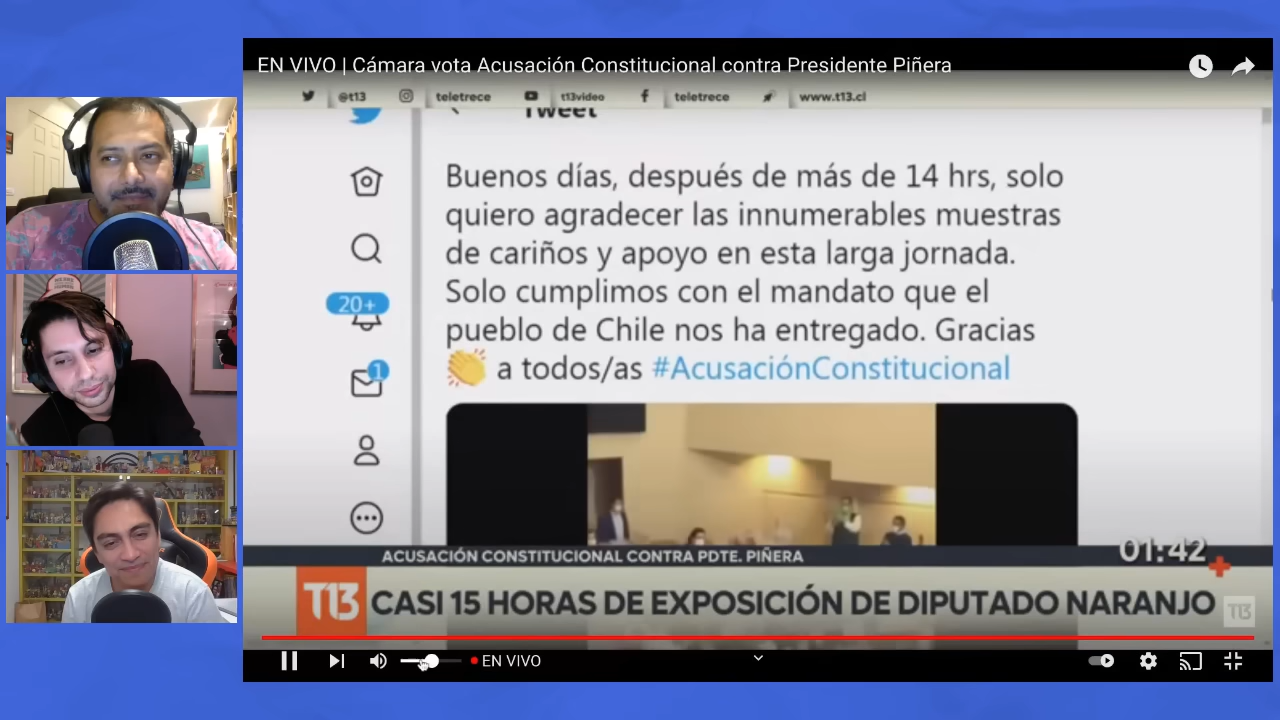 EN VIVO | Cámara vota Acusación Constitucional contra Presidente Piñera
@t13 teletrece t13video teletrece www.t13.cl
Tweet
Buenos días, después de más de 14 hrs, solo
quiero agradecer las innumerables muestras
de cariños y apoyo en esta larga jornada.
Solo cumplimos con el mandato que el
pueblo de Chile nos ha entregado. Gracias
👏 a todos/as #AcusaciónConstitucional
20+
1
ACUSACIÓN CONSTITUCIONAL CONTRA PDTE. PIÑERA
01:42
T13 CASI 15 HORAS DE EXPOSICIÓN DE DIPUTADO NARANJO
T13
EN VIVO